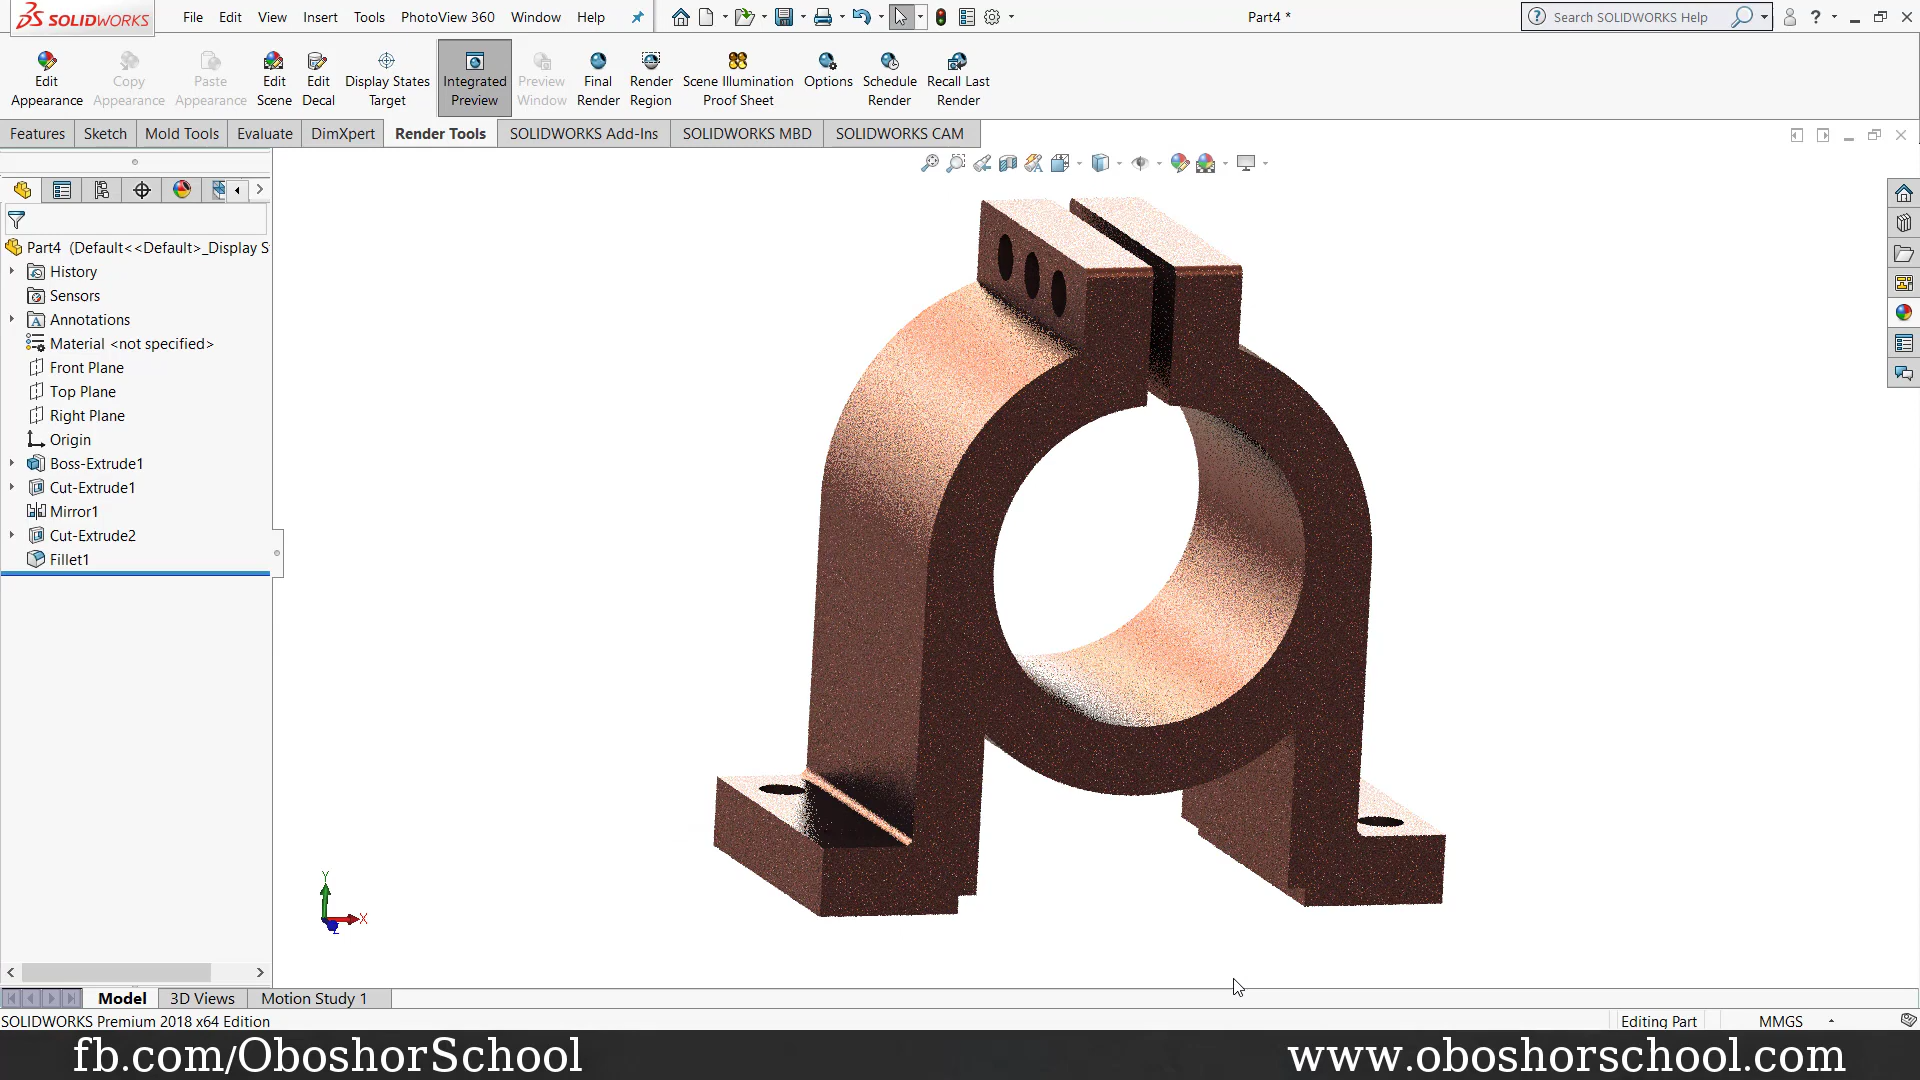 SOLIDWORKS File Edit View Insert Tools PhotoView 360 Window Help Part4 * Search SOLIDWORKS Help ?
Edit Appearance
Copy Appearance
Paste Appearance
Edit Scene
Edit Decal
Display States Target
Integrated Preview
Preview Window
Final Render
Render Region
Scene Illumination Proof Sheet
Options
Schedule Render
Recall Last Render
Features Sketch Mold Tools Evaluate DimXpert Render Tools SOLIDWORKS Add-Ins SOLIDWORKS MBD SOLIDWORKS CAM
Part4 (Default<<Default>_Display S
History
Sensors
Annotations
Material <not specified>
Front Plane
Top Plane
Right Plane
Origin
Boss-Extrude1
Cut-Extrude1
Mirror1
Cut-Extrude2
Fillet1
Y
X
Z
Model 3D Views Motion Study 1
SOLIDWORKS Premium 2018 x64 Edition Editing Part MMGS
fb.com/OboshorSchool www.oboshorschool.com